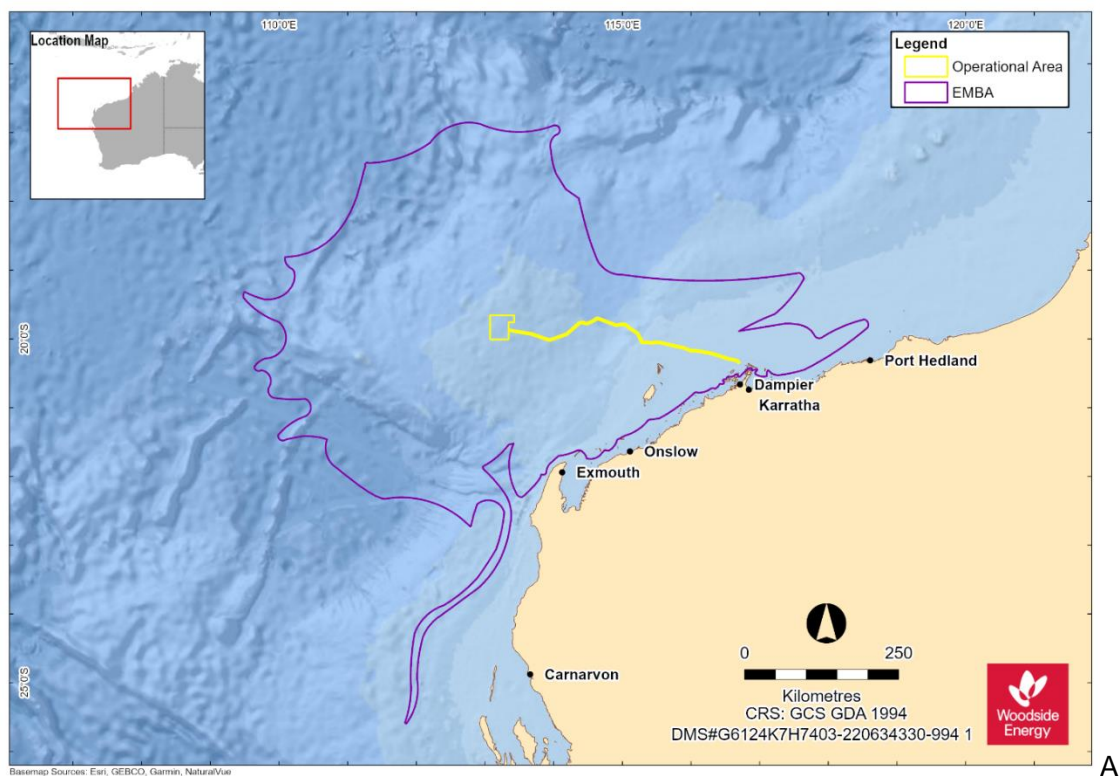 110°0'E
115°0'E
120°0'E
Location Map
Legend
Operational Area
EMBA
20°0'S
Port Hedland
Dampier
Karratha
Onslow
Exmouth
25°0'S
Carnarvon
0 250
Kilometres
CRS: GCS GDA 1994
DMS#G6124K7H7403-220634330-994 1
Woodside
Energy
Basemap Sources: Esri, GEBCO, Garmin, NaturalVue
A